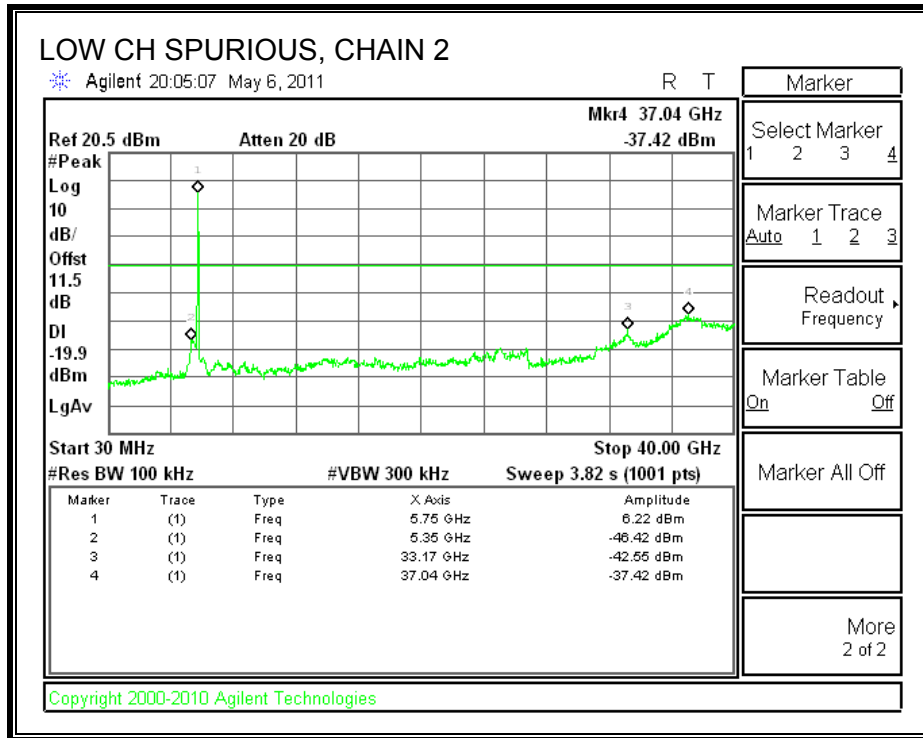 LOW CH SPURIOUS, CHAIN 2
Agilent 20:05:07 May 6, 2011 R T
Mkr4 37.04 GHz
Ref 20.5 dBm Atten 20 dB -37.42 dBm
#Peak
Log
10
dB/
Offst
11.5
dB
DI
-19.9
dBm
LgAv
1
2
3
4
Start 30 MHz Stop 40.00 GHz
#Res BW 100 kHz #VBW 300 kHz Sweep 3.82 s (1001 pts)
Marker Trace Type X Axis Amplitude
1 (1) Freq 5.75 GHz 6.22 dBm
2 (1) Freq 5.35 GHz -46.42 dBm
3 (1) Freq 33.17 GHz -42.55 dBm
4 (1) Freq 37.04 GHz -37.42 dBm
Marker
Select Marker
1 2 3 4
Marker Trace
Auto 1 2 3
Readout
Frequency
Marker Table
On Off
Marker All Off
More
2 of 2
Copyright 2000-2010 Agilent Technologies